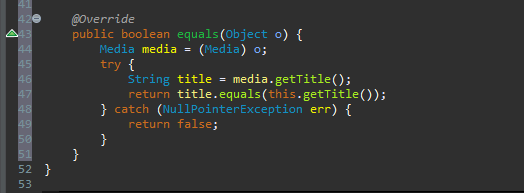 41
42 @Override
43 public boolean equals(Object o) {
44 Media media = (Media) o;
45 try {
46 String title = media.getTitle();
47 return title.equals(this.getTitle());
48 } catch (NullPointerException err) {
49 return false;
50 }
51 }
52 }
53